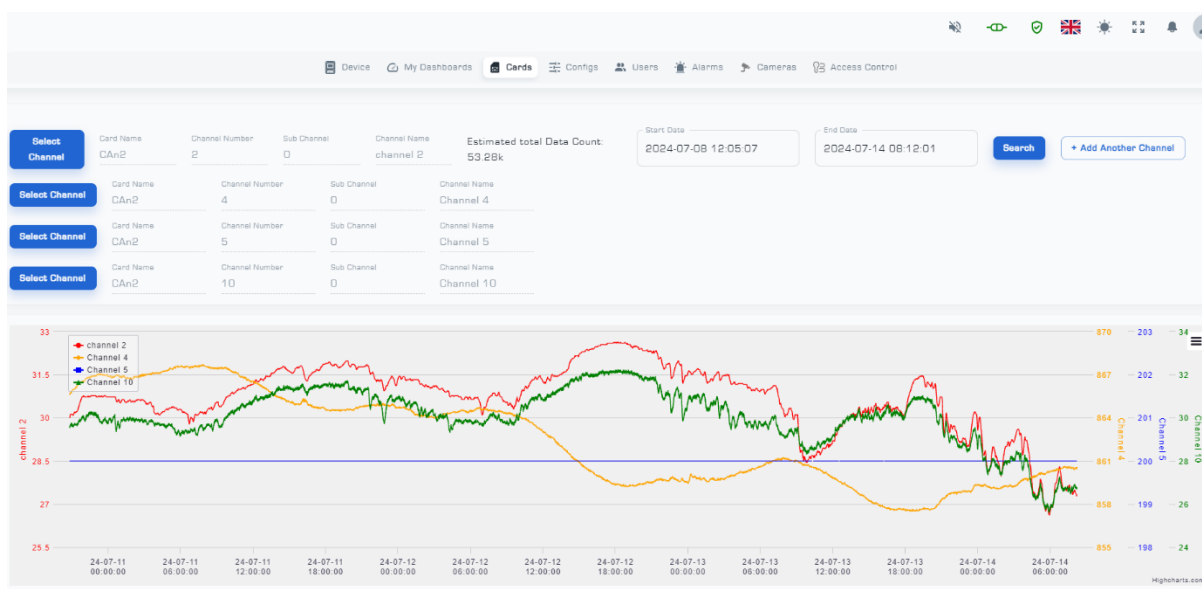 Device My Dashboards Cards Configs Users Alarms Cameras Access Control
Select Channel
Card Name
CAn2
Channel Number
2
Sub Channel
0
Channel Name
channel 2
Estimated total Data Count:
53.28k
Start Date
2024-07-08 12:05:07
End Date
2024-07-14 08:12:01
Search
+ Add Another Channel
Select Channel
Card Name
CAn2
Channel Number
4
Sub Channel
0
Channel Name
Channel 4
Select Channel
Card Name
CAn2
Channel Number
5
Sub Channel
0
Channel Name
Channel 5
Select Channel
Card Name
CAn2
Channel Number
10
Sub Channel
0
Channel Name
Channel 10
channel 2
Channel 4
Channel 5
Channel 10
channel 2
33
31.5
30
28.5
27
25.5
870
867
864
861
858
855
Channel 4
203
202
201
200
199
198
Channel 5
34
32
30
28
26
24
Channel 10
24-07-11 00:00:00
24-07-11 06:00:00
24-07-11 12:00:00
24-07-11 18:00:00
24-07-12 00:00:00
24-07-12 06:00:00
24-07-12 12:00:00
24-07-12 18:00:00
24-07-13 00:00:00
24-07-13 06:00:00
24-07-13 12:00:00
24-07-13 18:00:00
24-07-14 00:00:00
24-07-14 06:00:00
Highcharts.com